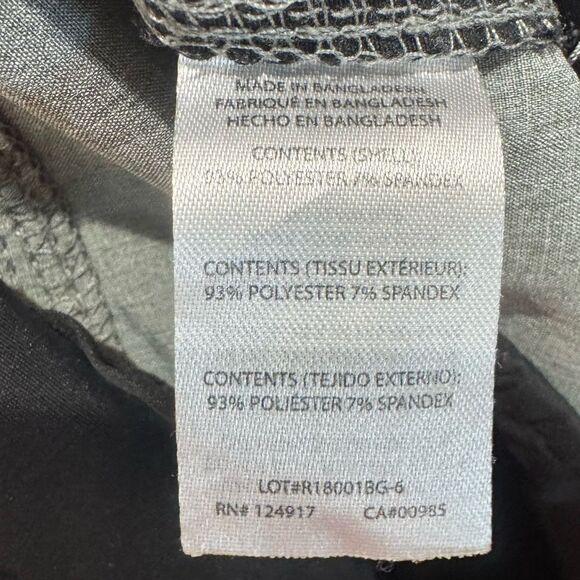 MADE IN BANGLADESH
FABRIQUÉ EN BANGLADESH
HECHO EN BANGLADESH
CONTENTS (SHELL):
93% POLYESTER 7% SPANDEX
CONTENTS (TISSU EXTÉRIEUR):
93% POLYESTER 7% SPANDEX
CONTENTS (TEJIDO EXTERNO):
93% POLIÉSTER 7% SPANDEX
LOT#R18001BG-6
RN# 124917 CA#00985